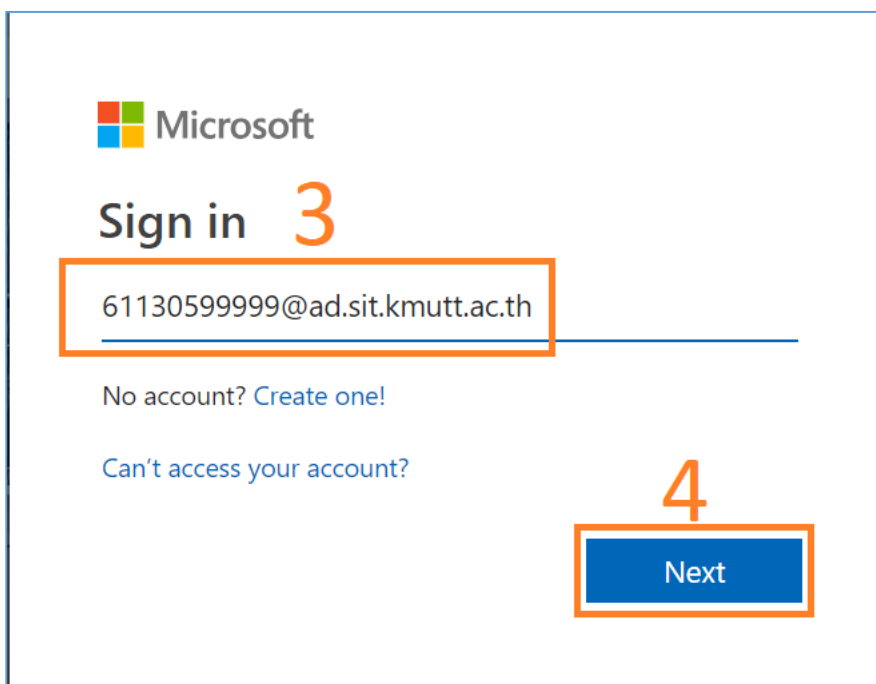 Microsoft
Sign in 3
61130599999@ad.sit.kmutt.ac.th
No account? Create one!
Can't access your account?
4
Next